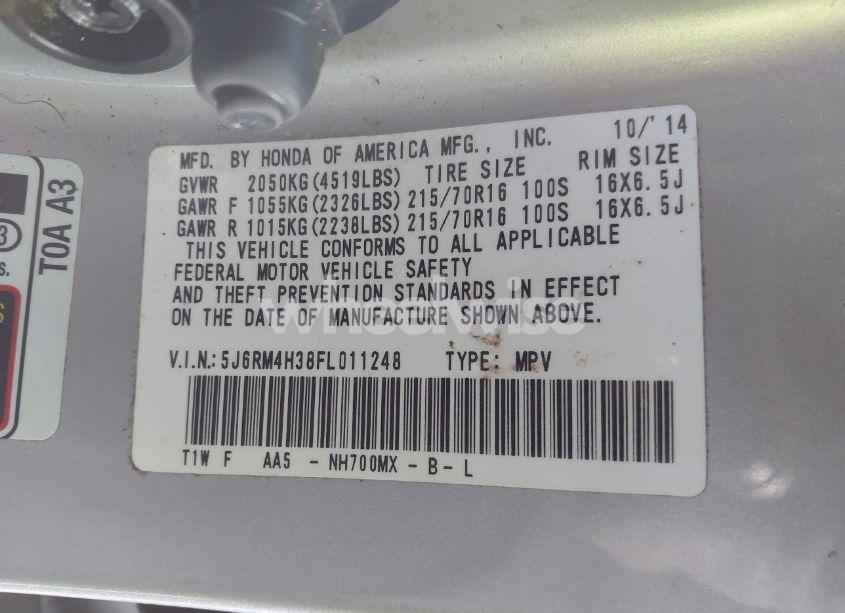 MFD. BY HONDA OF AMERICA MFG., INC. 10/'14
GVWR 2050KG(4519LBS) TIRE SIZE RIM SIZE
GAWR F 1055KG(2326LBS) 215/70R16 100S 16X6.5J
GAWR R 1015KG(2238LBS) 215/70R16 100S 16X6.5J
THIS VEHICLE CONFORMS TO ALL APPLICABLE
FEDERAL MOTOR VEHICLE SAFETY
AND THEFT PREVENTION STANDARDS IN EFFECT
ON THE DATE OF MANUFACTURE SHOWN ABOVE.
V.I.N.: 5J6RM4H38FL011248 TYPE: MPV
T1W F AA5 - NH700MX - B - L
T0A A3
wheelwise